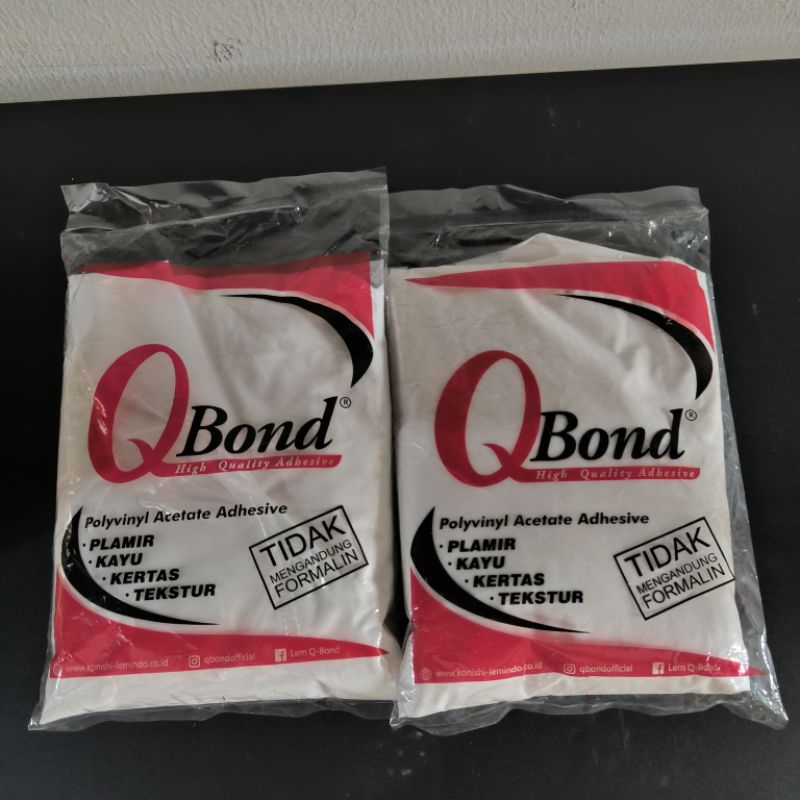 QBond®
High Quality Adhesive
Polyvinyl Acetate Adhesive
· PLAMIR
· KAYU
· KERTAS
· TEKSTUR
TIDAK
MENGANDUNG
FORMALIN
www.konishi-lemindo.co.id qbondofficial Lem Q-Bond
QBond®
High Quality Adhesive
Polyvinyl Acetate Adhesive
· PLAMIR
· KAYU
· KERTAS
· TEKSTUR
TIDAK
MENGANDUNG
FORMALIN
www.konishi-lemindo.co.id qbondofficial Lem Q-Bond